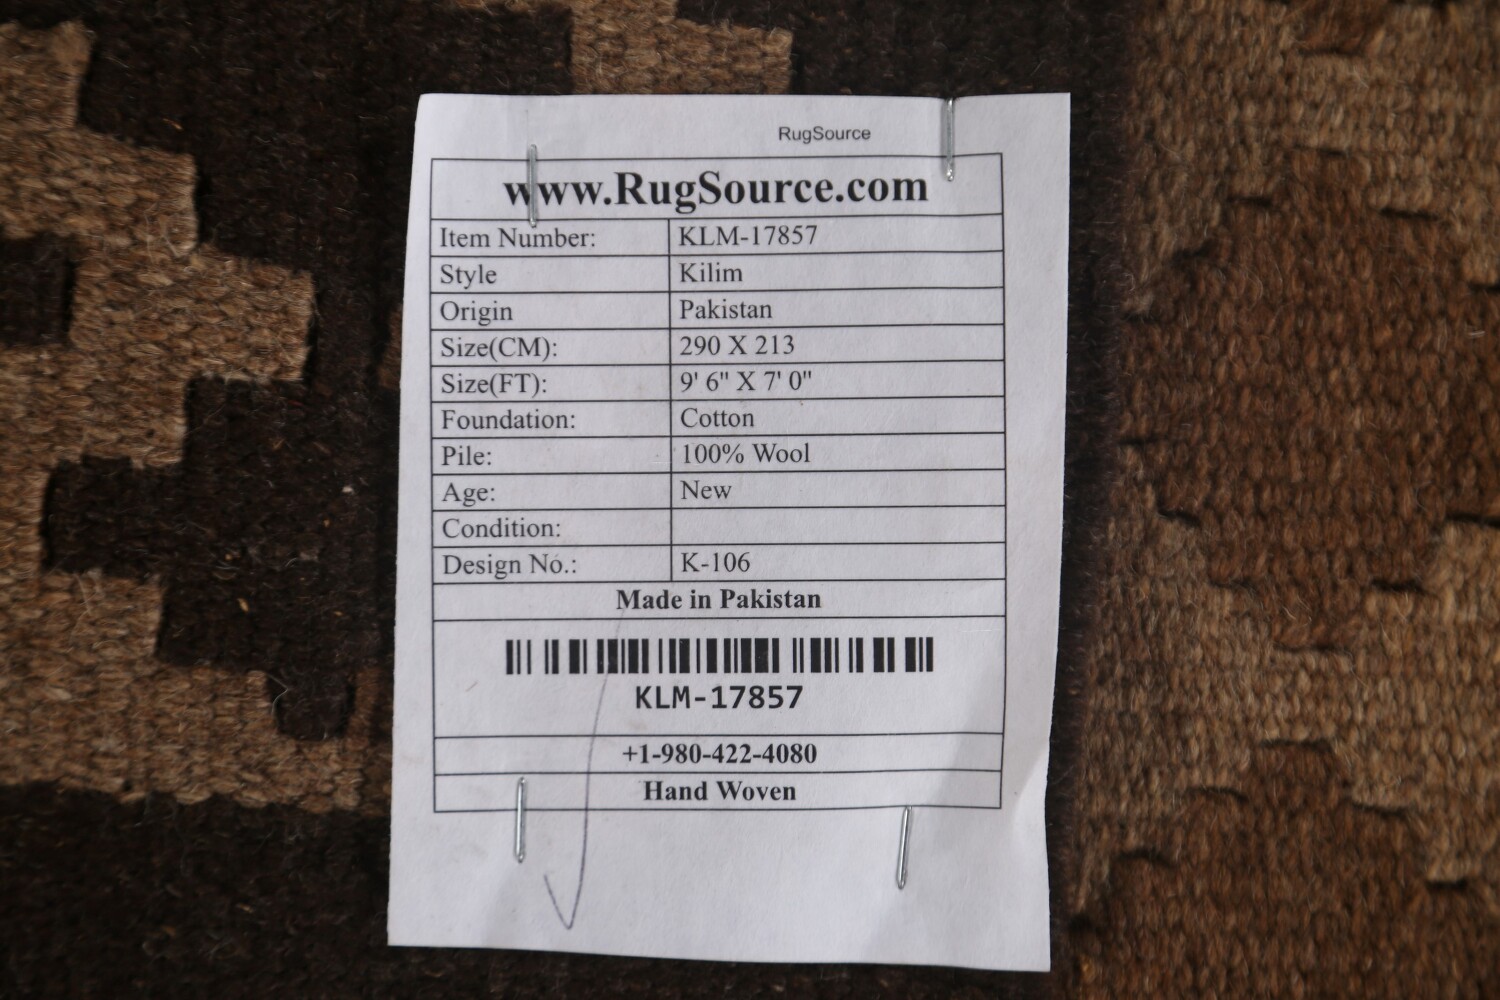 RugSource
www.RugSource.com
Item Number: KLM-17857
Style Kilim
Origin Pakistan
Size(CM): 290 X 213
Size(FT): 9' 6" X 7' 0"
Foundation: Cotton
Pile: 100% Wool
Age: New
Condition:
Design No.: K-106
Made in Pakistan
KLM-17857
+1-980-422-4080
Hand Woven